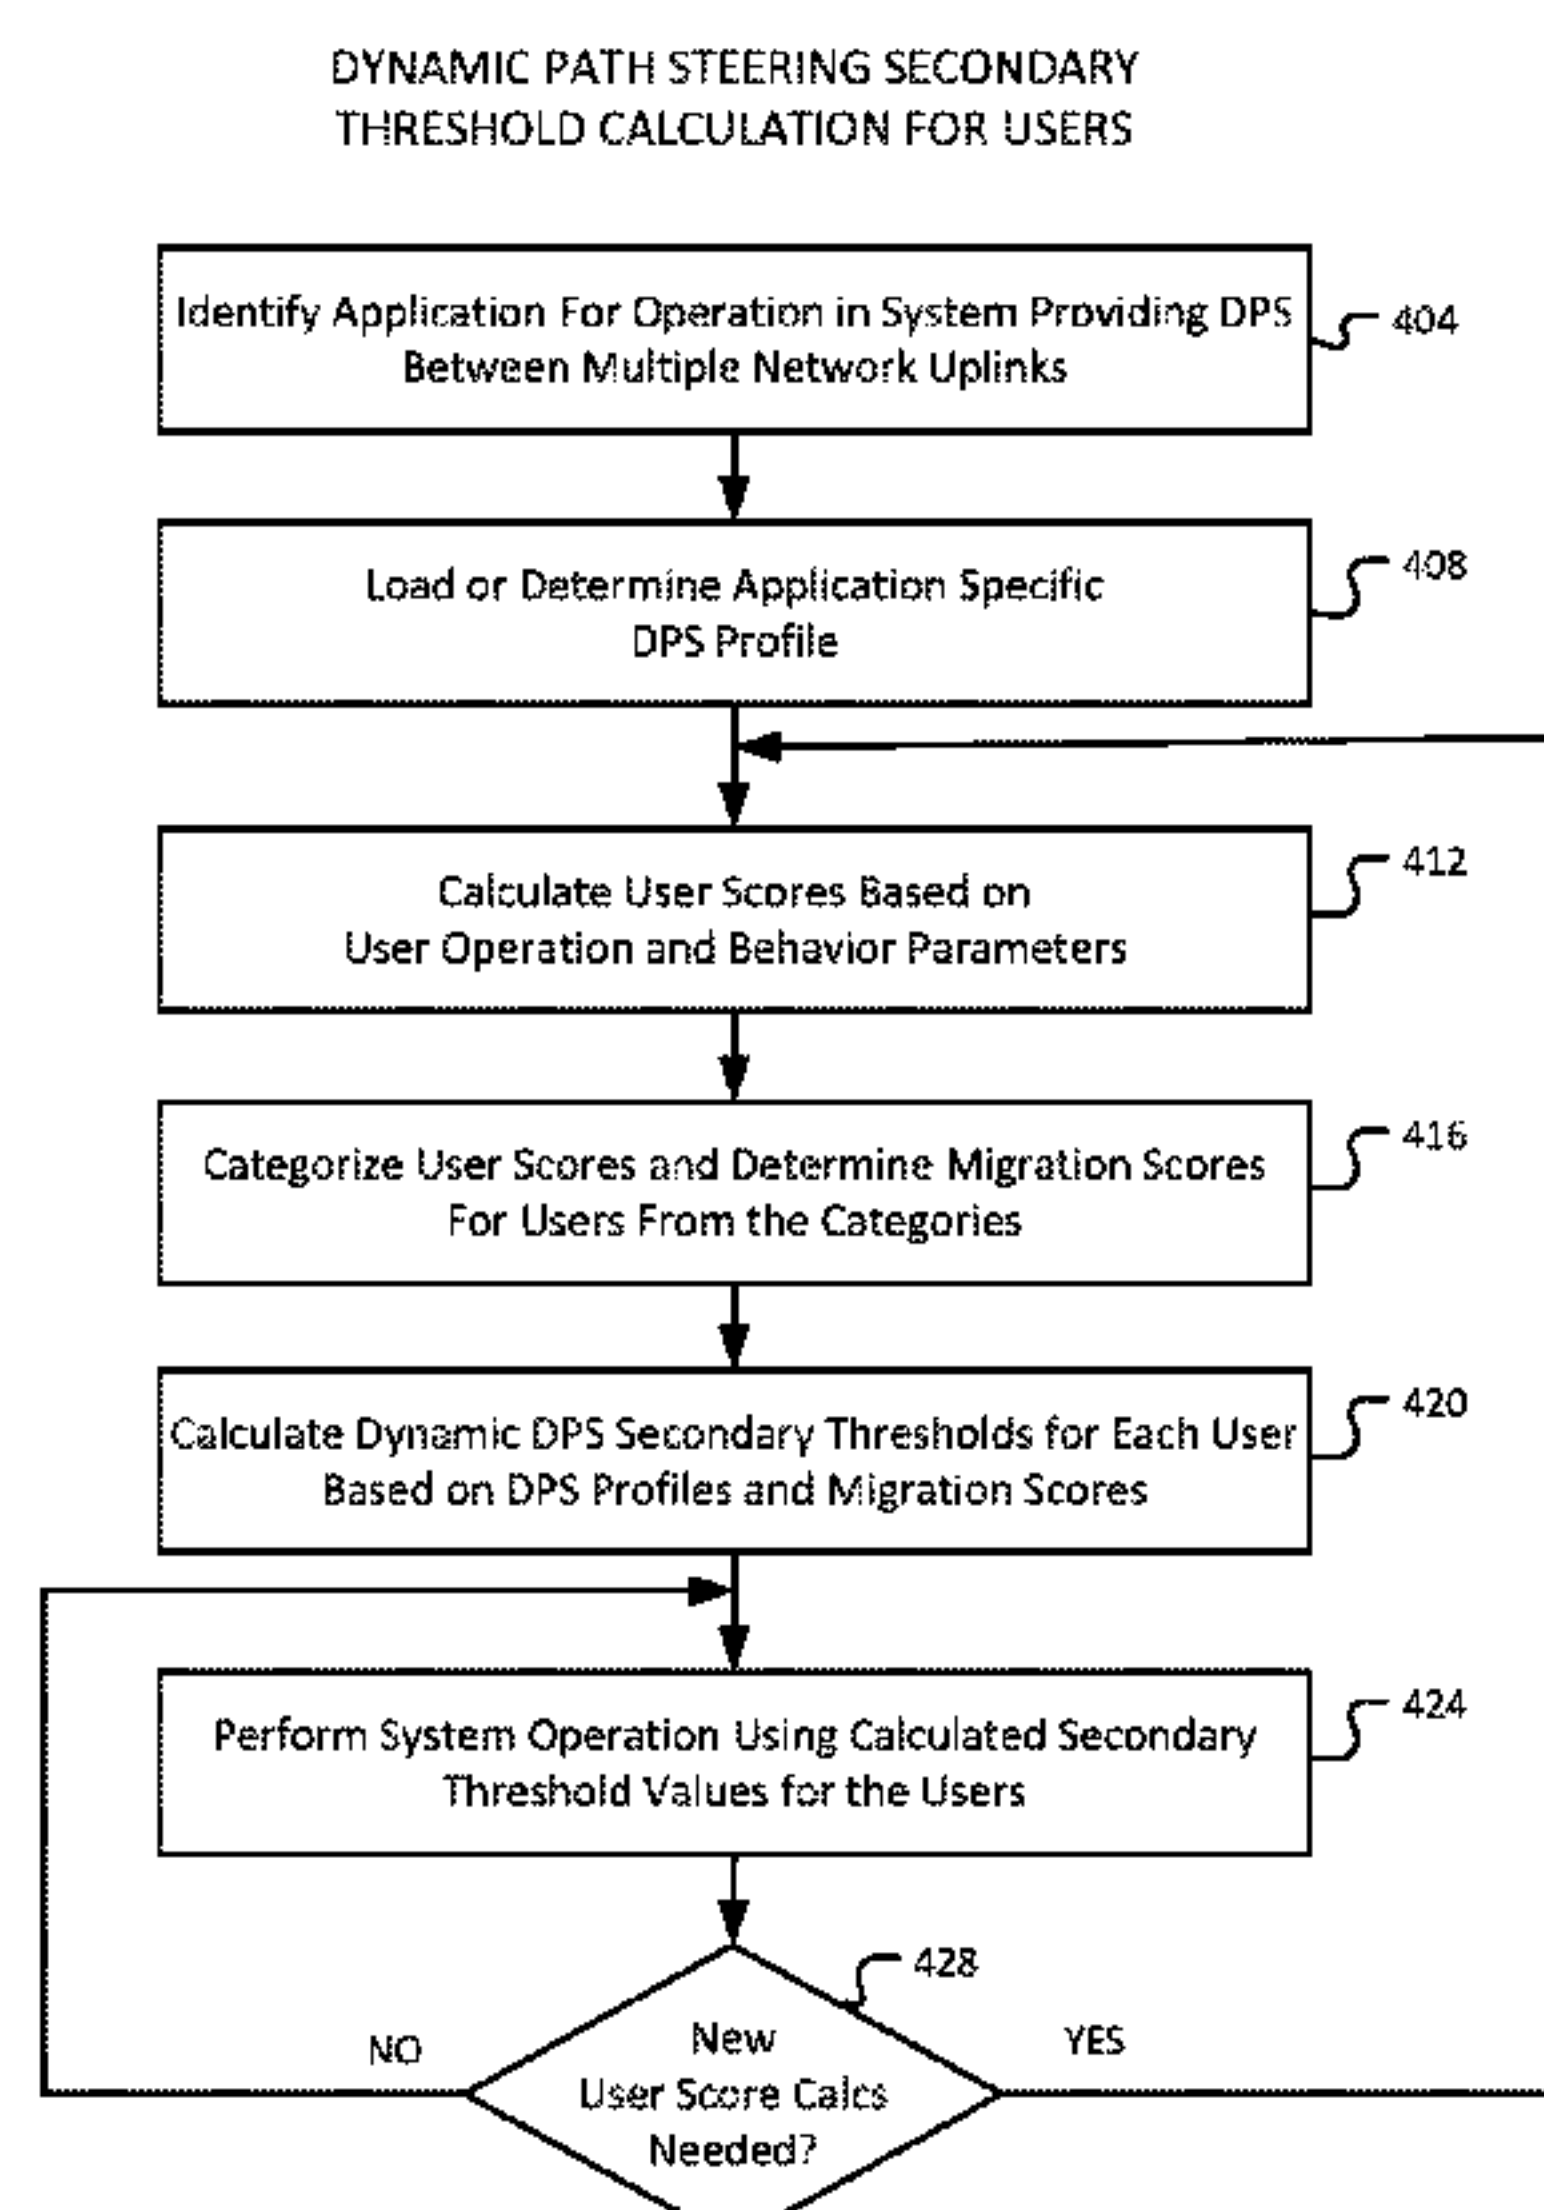 DYNAMIC PATH STEERING SECONDARY
THRESHOLD CALCULATION FOR USERS
Identify Application For Operation in System Providing DPS
Between Multiple Network Uplinks
404
Load or Determine Application Specific
DPS Profile
408
Calculate User Scores Based on
User Operation and Behavior Parameters
412
Categorize User Scores and Determine Migration Scores
For Users From the Categories
416
Calculate Dynamic DPS Secondary Thresholds for Each User
Based on DPS Profiles and Migration Scores
420
Perform System Operation Using Calculated Secondary
Threshold Values for the Users
424
428
NO
New
User Score Calcs
Needed?
YES